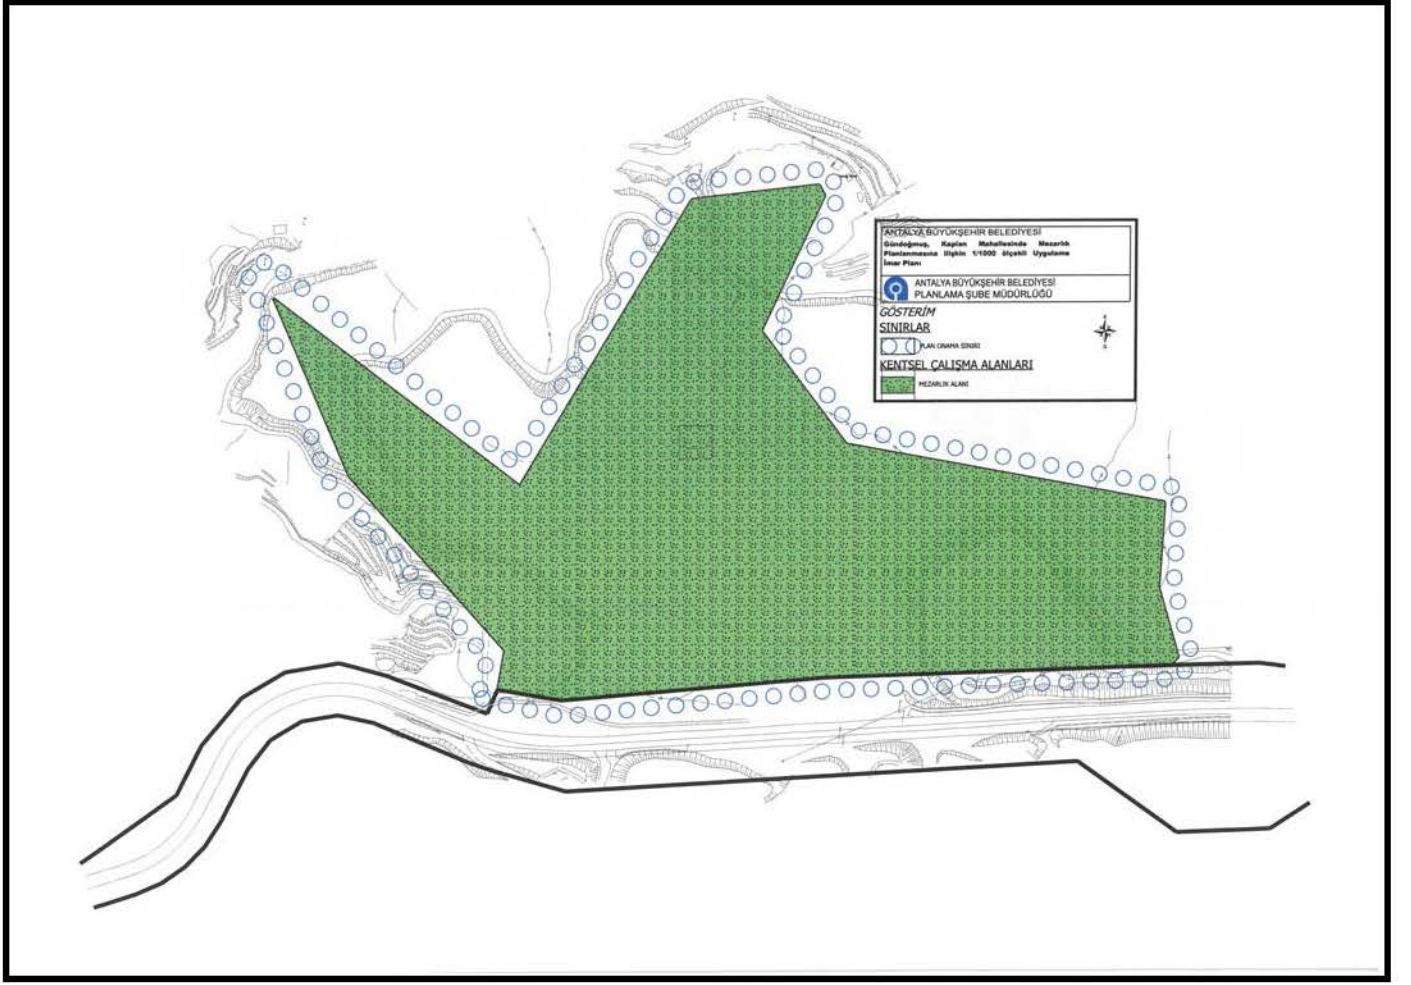 ANTALYA BÜYÜKŞEHİR BELEDİYESİ
Gündoğmuş, Kaplan Mahallesinde Mezarlık
Planlanmasına İlişkin 1/1000 ölçekli Uygulama
İmar Planı
ANTALYA BÜYÜKŞEHİR BELEDİYESİ
PLANLAMA ŞUBE MÜDÜRLÜĞÜ
GÖSTERİM
SINIRLAR
PLAN ONAMA SINIRI
KENTSEL ÇALIŞMA ALANLARI
MEZARLIK ALANI